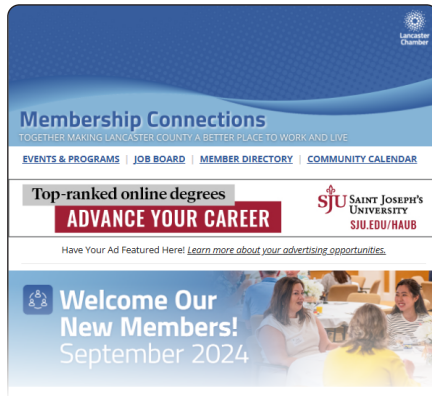 Lancaster
Chamber
Membership Connections
TOGETHER MAKING LANCASTER COUNTY A BETTER PLACE TO WORK AND LIVE
EVENTS & PROGRAMS | JOB BOARD | MEMBER DIRECTORY | COMMUNITY CALENDAR
Top-ranked online degrees
ADVANCE YOUR CAREER
SJU SAINT JOSEPH'S
UNIVERSITY
SJU.EDU/HAUB
Have Your Ad Featured Here! Learn more about your advertising opportunities.
Welcome Our
New Members!
September 2024